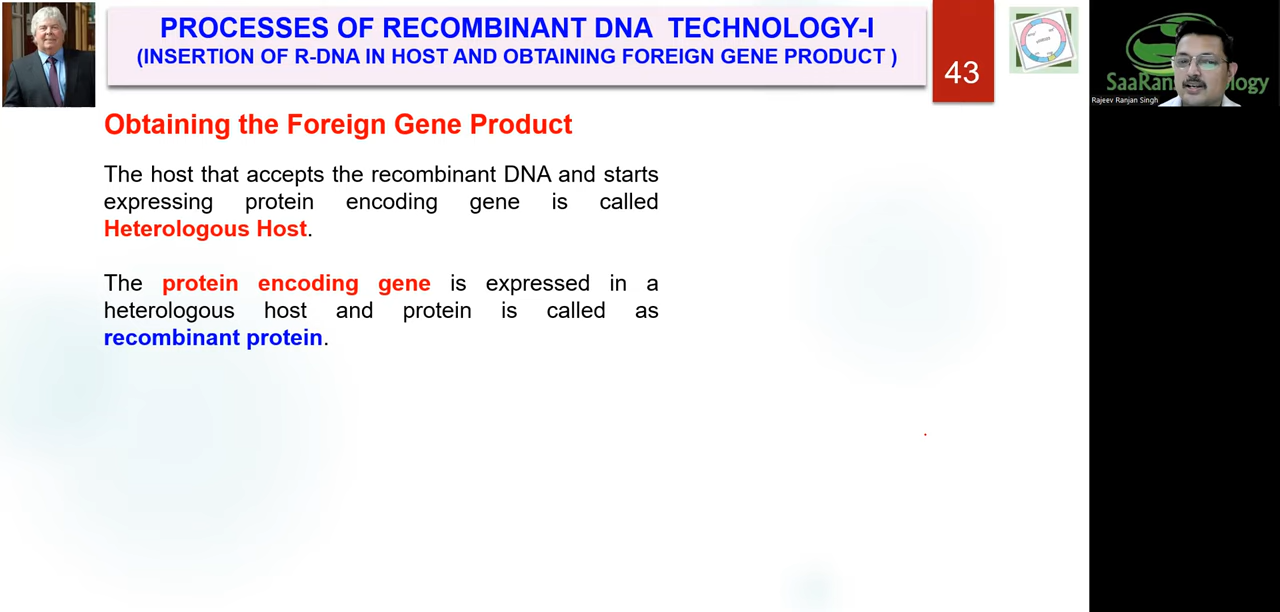 PROCESSES OF RECOMBINANT DNA TECHNOLOGY-I
(INSERTION OF R-DNA IN HOST AND OBTAINING FOREIGN GENE PRODUCT )
43
Rajeev Ranjan Singh
Obtaining the Foreign Gene Product
The host that accepts the recombinant DNA and starts
expressing protein encoding gene is called
Heterologous Host.
The protein encoding gene is expressed in a
heterologous host and protein is called as
recombinant protein.